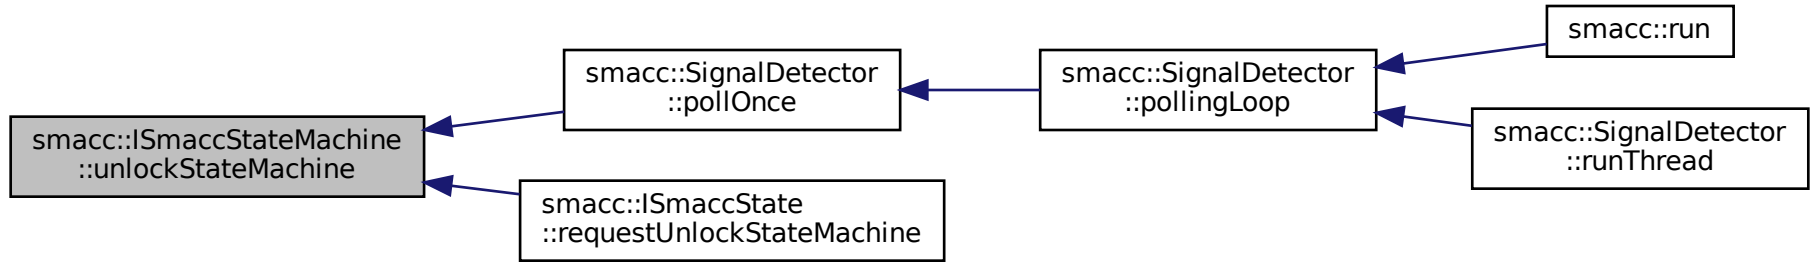 smacc::ISmaccStateMachine
::unlockStateMachine
smacc::SignalDetector
::pollOnce
smacc::ISmaccState
::requestUnlockStateMachine
smacc::SignalDetector
::pollingLoop
smacc::run
smacc::SignalDetector
::runThread